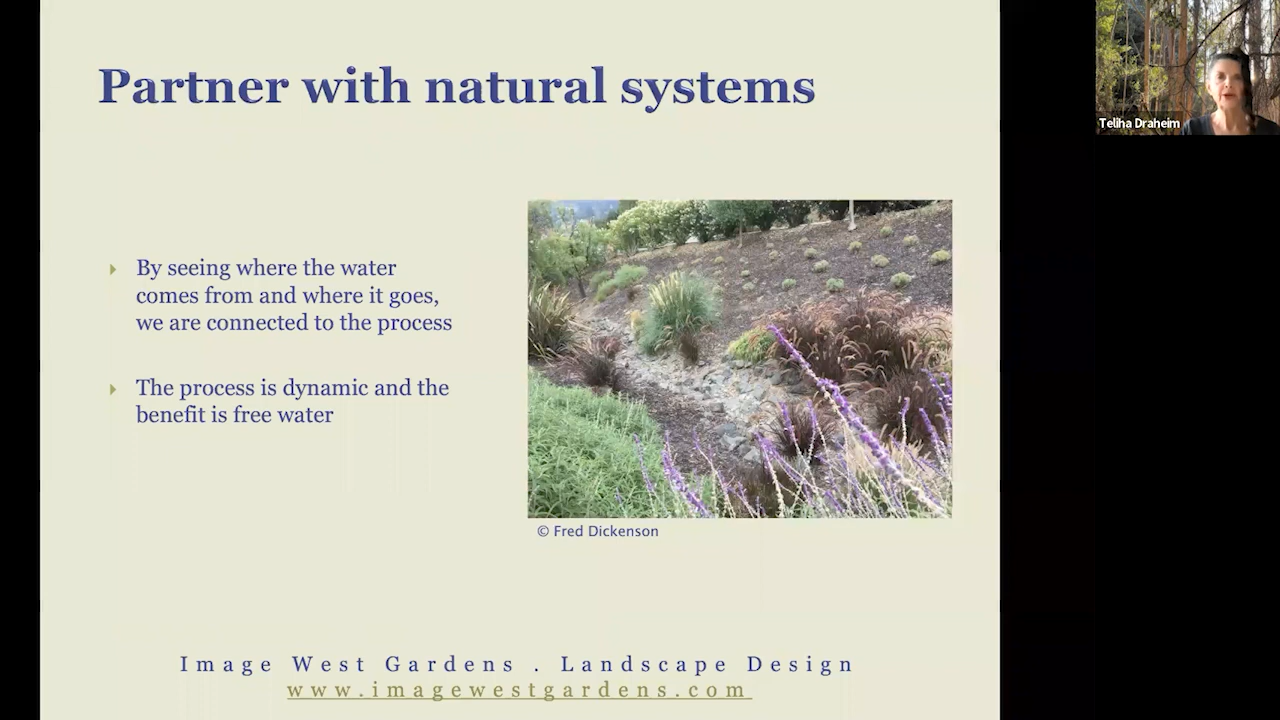 Partner with natural systems
Teliha Draheim
By seeing where the water
comes from and where it goes,
we are connected to the process
The process is dynamic and the
benefit is free water
© Fred Dickenson
Image West Gardens . Landscape Design
www.imagewestgardens.com